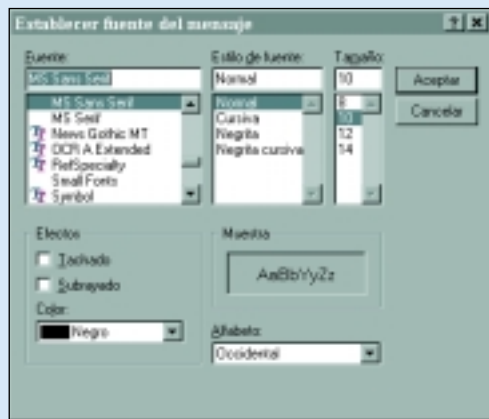 Establecer fuente del mensaje
Fuente:
MS Sans Serif
MS Sans Serif
MS Serif
News Gothic MT
OCR A Extended
RefSpecialty
Small Fonts
Symbol
Estilo de fuente:
Normal
Normal
Cursiva
Negrita
Negrita cursiva
Tamaño:
10
8
10
12
14
Aceptar
Cancelar
Efectos
Tachado
Subrayado
Color:
Negro
Muestra
AaBbYyZz
Alfabeto:
Occidental